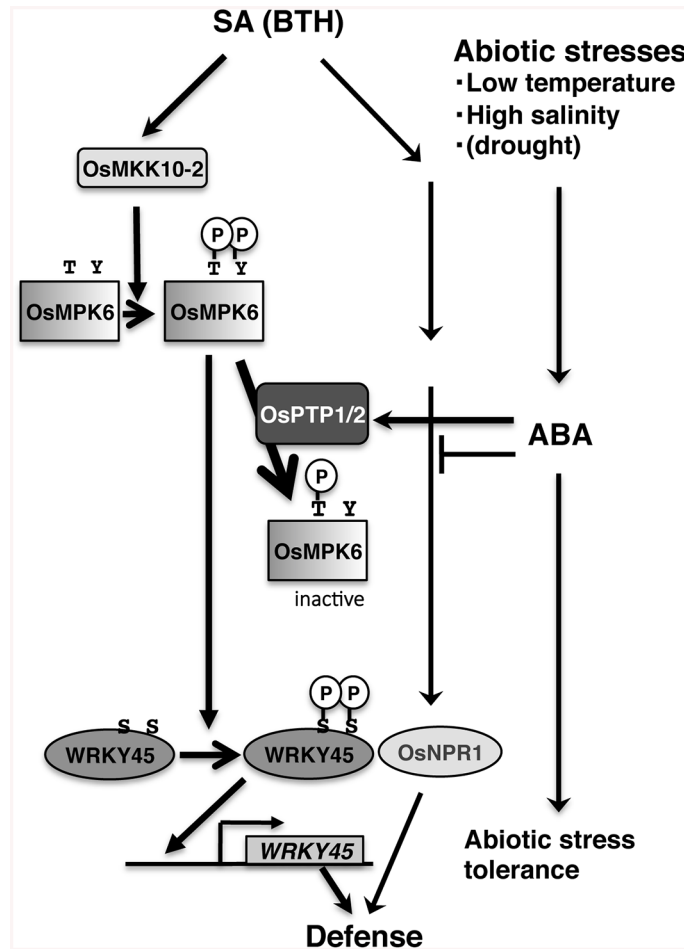 SA (BTH)
Abiotic stresses
・Low temperature
・High salinity
・(drought)
OsMKK10-2
P P
T Y
T Y
OsMPK6
OsMPK6
OsPTP1/2
ABA
P
T Y
OsMPK6
inactive
P P
S S
S S
WRKY45
WRKY45
OsNPR1
WRKY45
Abiotic stress
tolerance
Defense